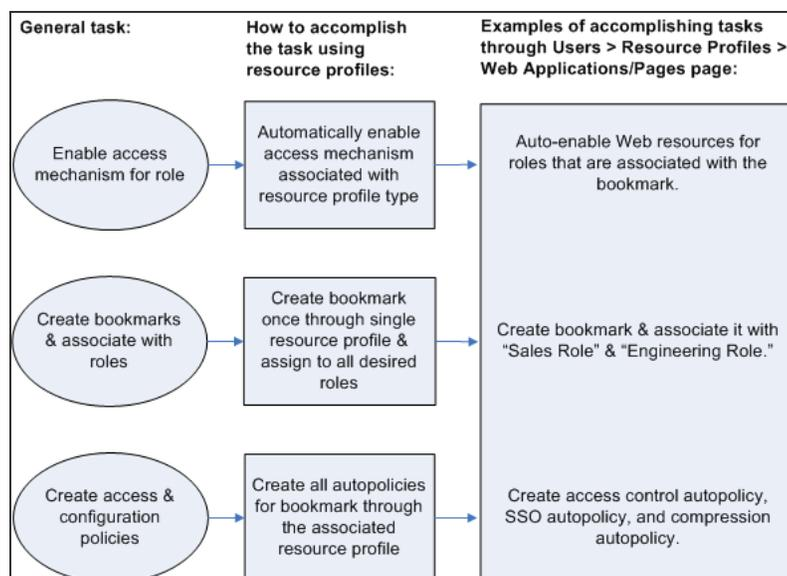 General task:
How to accomplish
the task using
resource profiles:
Examples of accomplishing tasks
through Users > Resource Profiles >
Web Applications/Pages page:
Enable access
mechanism for role
Automatically enable
access mechanism
associated with
resource profile type
Auto-enable Web resources for
roles that are associated with the
bookmark.
Create bookmarks
& associate with
roles
Create bookmark
once through single
resource profile &
assign to all desired
roles
Create bookmark & associate it with
“Sales Role” & “Engineering Role.”
Create access &
configuration
policies
Create all autopolicies
for bookmark through
the associated
resource profile
Create access control autopolicy,
SSO autopolicy, and compression
autopolicy.